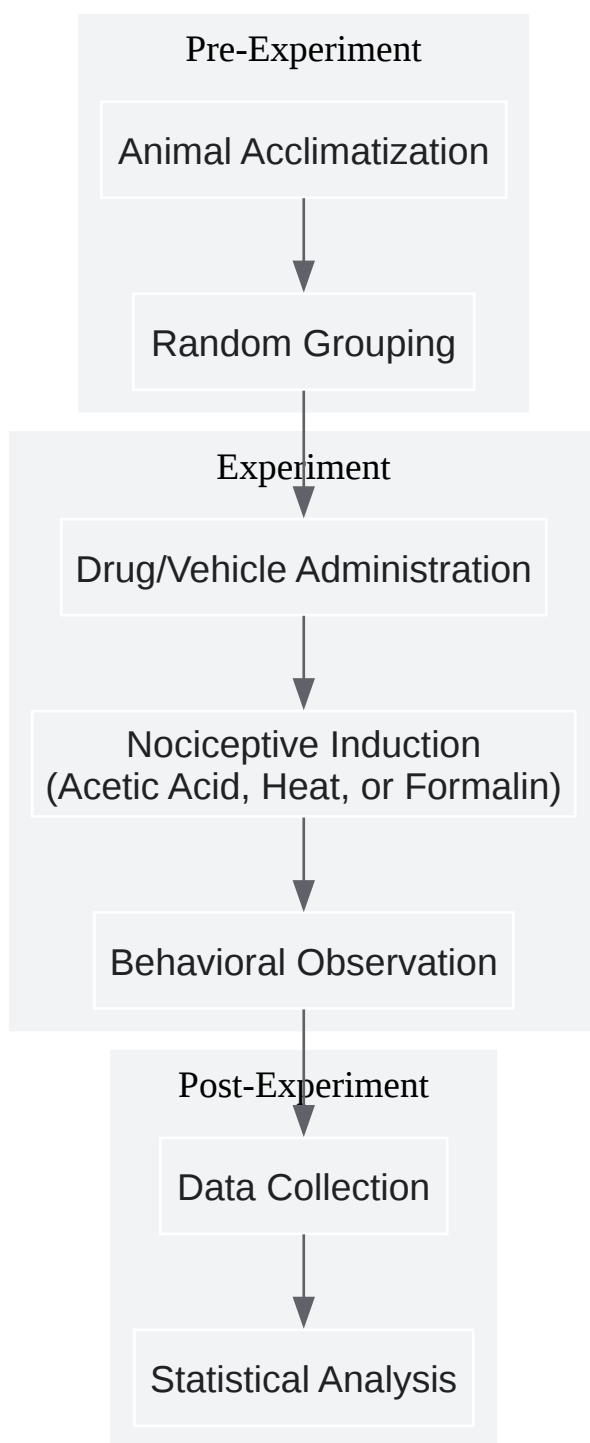 Pre-Experiment
Animal Acclimatization
Random Grouping
Experiment
Drug/Vehicle Administration
Nociceptive Induction
(Acetic Acid, Heat, or Formalin)
Behavioral Observation
Post-Experiment
Data Collection
Statistical Analysis